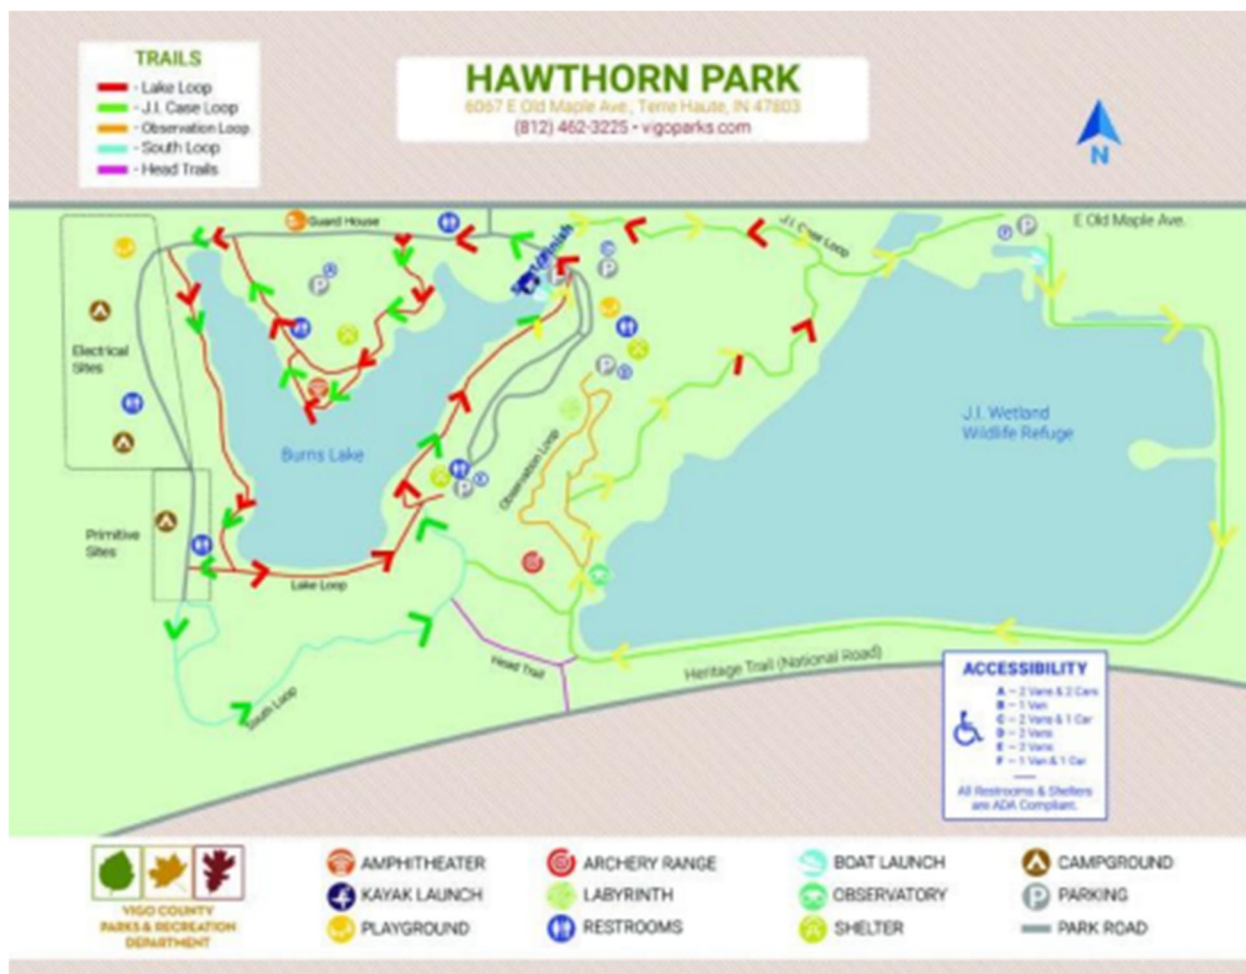 TRAILS
- Lake Loop
- J.I. Case Loop
- Observation Loop
- South Loop
- Head Trails
HAWTHORN PARK
6067 E Old Maple Ave., Terre Haute, IN 47803
(812) 462-3225 • vigoparks.com
N
Guard House
Start/Finish
J.I. Case Loop
E Old Maple Ave.
A
C
F
P
P
P
P
Electrical
Sites
P
D
J.I. Wetland
Wildlife Refuge
Burns Lake
Observation Loop
P
E
Primitive
Sites
Lake Loop
Head Trail
South Loop
Heritage Trail (National Road)
ACCESSIBILITY
A – 2 Vans & 2 Cars
B – 1 Van
C – 2 Vans & 1 Car
D – 2 Vans
E – 2 Vans
F – 1 Van & 1 Car
All Restrooms & Shelters
are ADA Compliant.
VIGO COUNTY
PARKS & RECREATION
DEPARTMENT
AMPHITHEATER
ARCHERY RANGE
BOAT LAUNCH
CAMPGROUND
KAYAK LAUNCH
LABYRINTH
OBSERVATORY
P
PARKING
PLAYGROUND
RESTROOMS
SHELTER
PARK ROAD